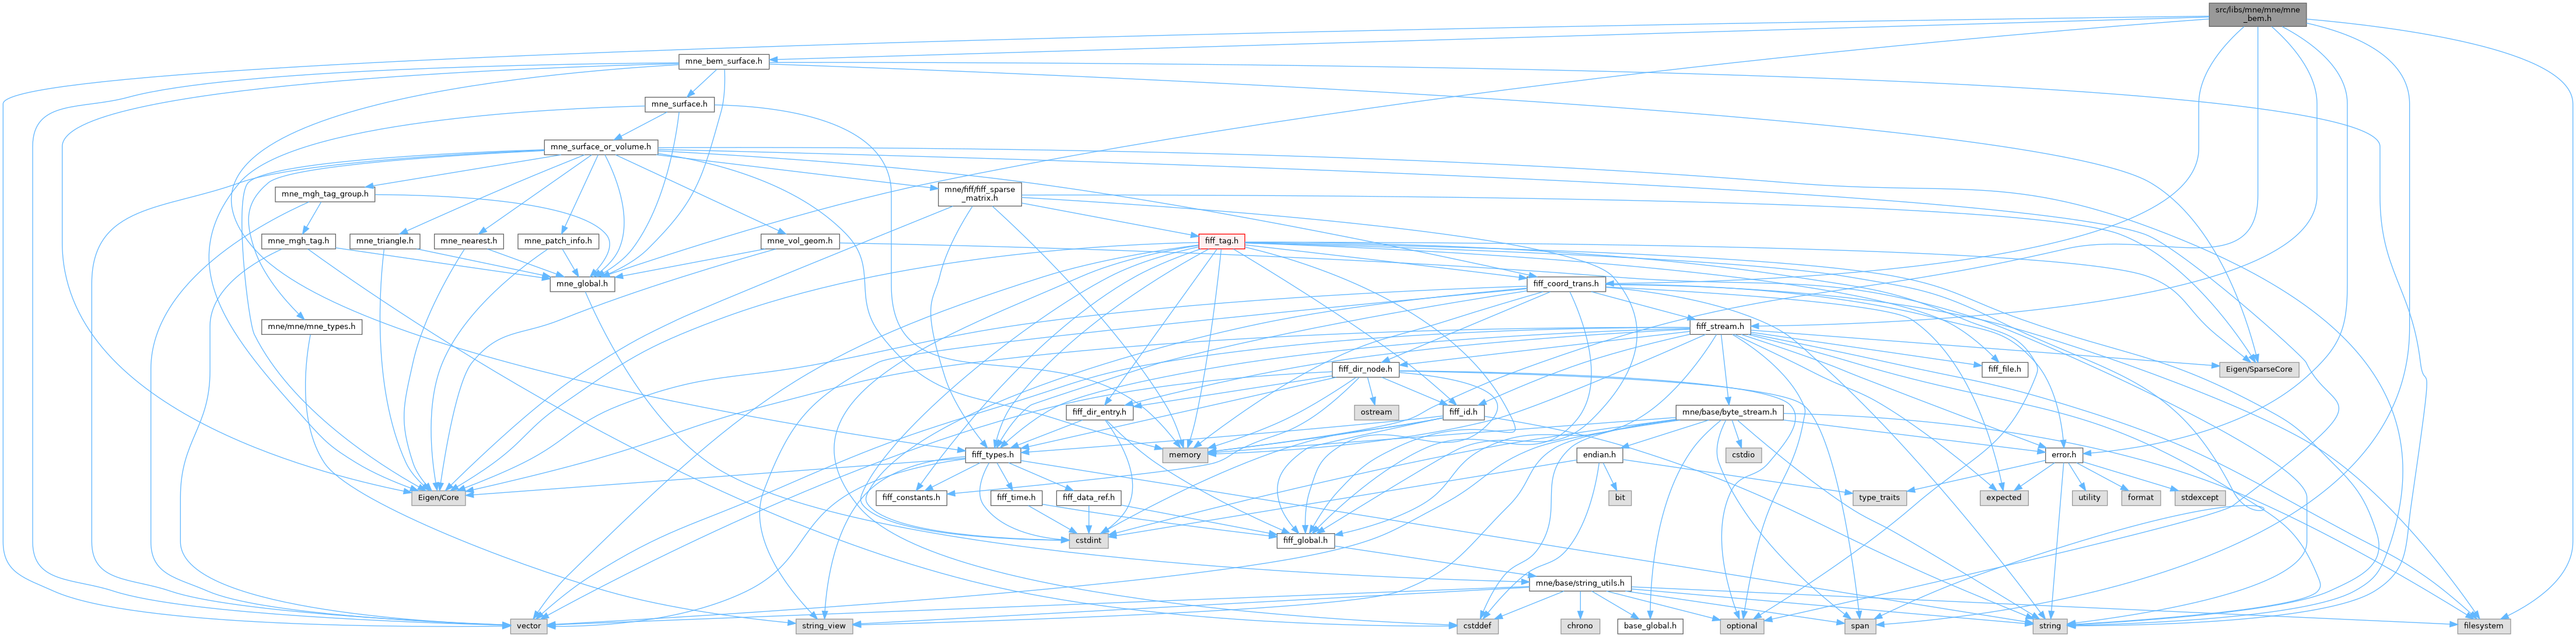 src/libs/mne/mne/mne
_bem.h
mne_bem_surface.h
mne_surface.h
mne_surface_or_volume.h
mne_mgh_tag_group.h
mne/fiff/fiff_sparse
_matrix.h
mne_mgh_tag.h
mne_triangle.h
mne_nearest.h
mne_patch_info.h
mne_vol_geom.h
fiff_tag.h
mne_global.h
fiff_coord_trans.h
mne/mne/mne_types.h
fiff_stream.h
fiff_dir_node.h
fiff_file.h
Eigen/SparseCore
fiff_dir_entry.h
ostream
fiff_id.h
mne/base/byte_stream.h
fiff_types.h
memory
cstdio
endian.h
error.h
Eigen/Core
fiff_constants.h
fiff_time.h
fiff_data_ref.h
bit
type_traits
expected
utility
format
stdexcept
cstdint
fiff_global.h
mne/base/string_utils.h
vector
string_view
cstddef
chrono
base_global.h
optional
span
string
filesystem